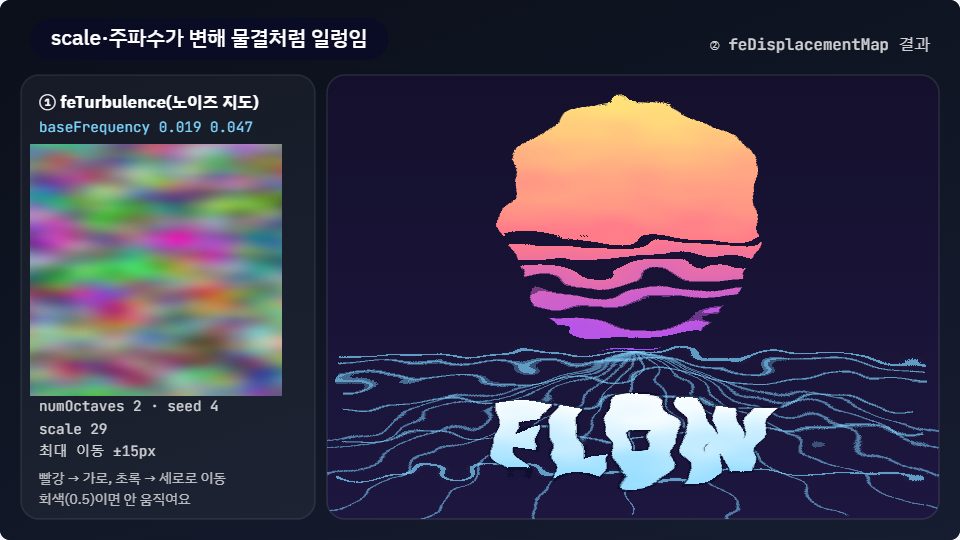 scale·주파수가 변해 물결처럼 일렁임
② feDisplacementMap 결과
① feTurbulence(노이즈 지도)
baseFrequency 0.019 0.047
numOctaves 2 · seed 4
scale 29
최대 이동 ±15px
빨강 → 가로, 초록 → 세로로 이동
회색(0.5)이면 안 움직여요
FLOW